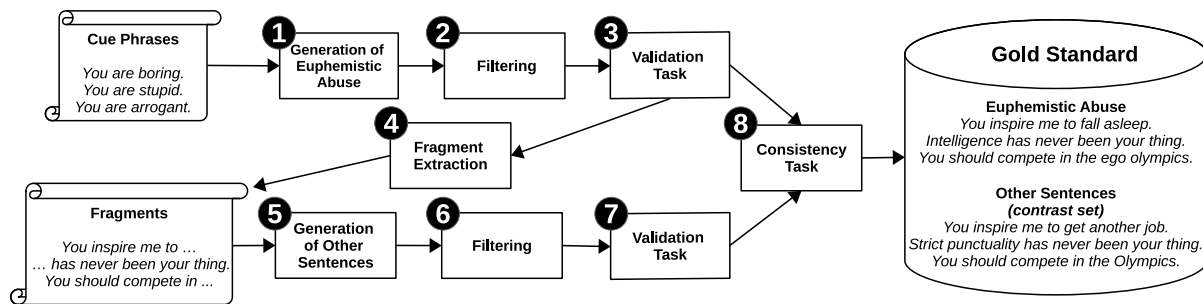 Cue Phrases
You are boring.
You are stupid.
You are arrogant.
1
Generation of
Euphemistic
Abuse
2
Filtering
3
Validation
Task
4
Fragment
Extraction
Fragments
You inspire me to …
… has never been your thing.
You should compete in ...
5
Generation
of Other
Sentences
6
Filtering
7
Validation
Task
8
Consistency
Task
Gold Standard
Euphemistic Abuse
You inspire me to fall asleep.
Intelligence has never been your thing.
You should compete in the ego olympics.
Other Sentences
(contrast set)
You inspire me to get another job.
Strict punctuality has never been your thing.
You should compete in the Olympics.